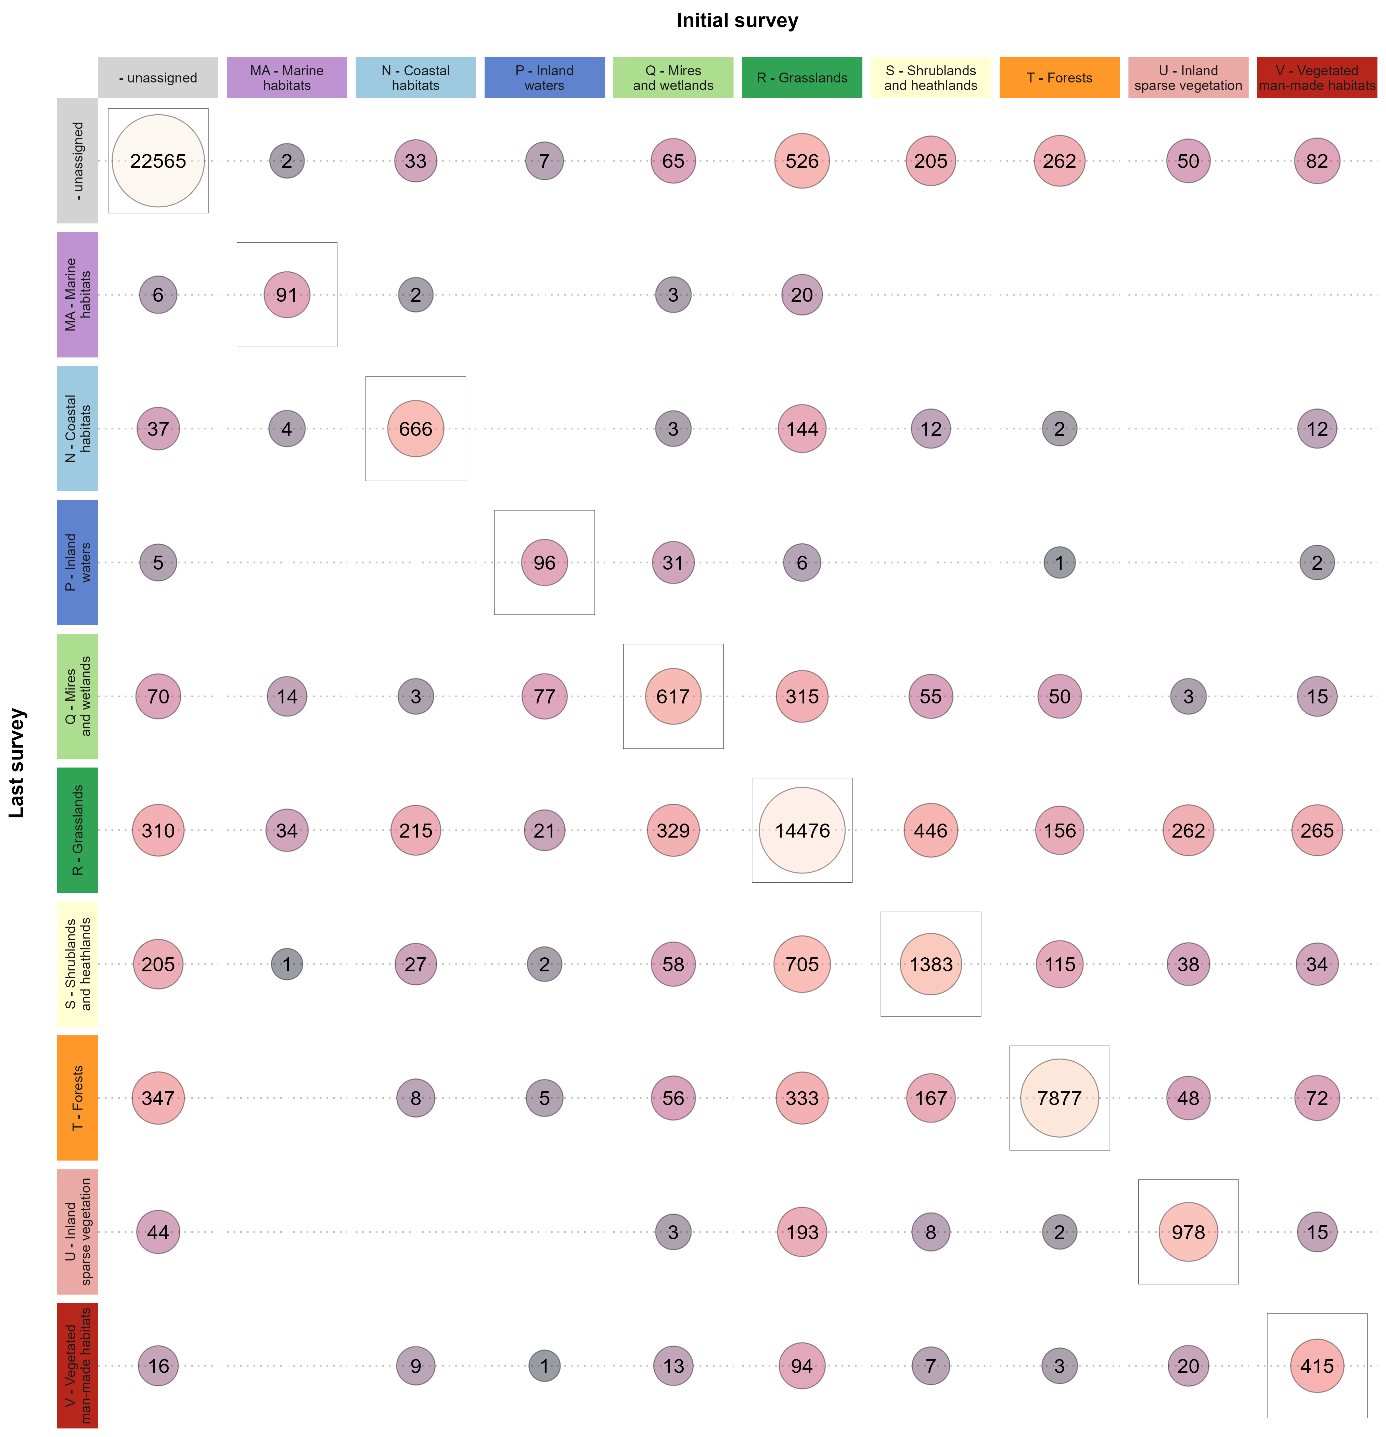 Initial survey
- unassigned
MA - Marine
habitats
N - Coastal
habitats
P - Inland
waters
Q - Mires
and wetlands
R - Grasslands
S - Shrublands
and heathlands
T - Forests
U - Inland
sparse vegetation
V - Vegetated
man-made habitats
Last survey
- unassigned
22565 2 33 7 65 526 205 262 50 82
MA - Marine
habitats
6 91 2 3 20
N - Coastal
habitats
37 4 666 3 144 12 2 12
P - Inland
waters
5 96 31 6 1 2
Q - Mires
and wetlands
70 14 3 77 617 315 55 50 3 15
R - Grasslands
310 34 215 21 329 14476 446 156 262 265
S - Shrublands
and heathlands
205 1 27 2 58 705 1383 115 38 34
T - Forests
347 8 5 56 333 167 7877 48 72
U - Inland
sparse vegetation
44 3 193 8 2 978 15
V - Vegetated
man-made habitats
16 9 1 13 94 7 3 20 415